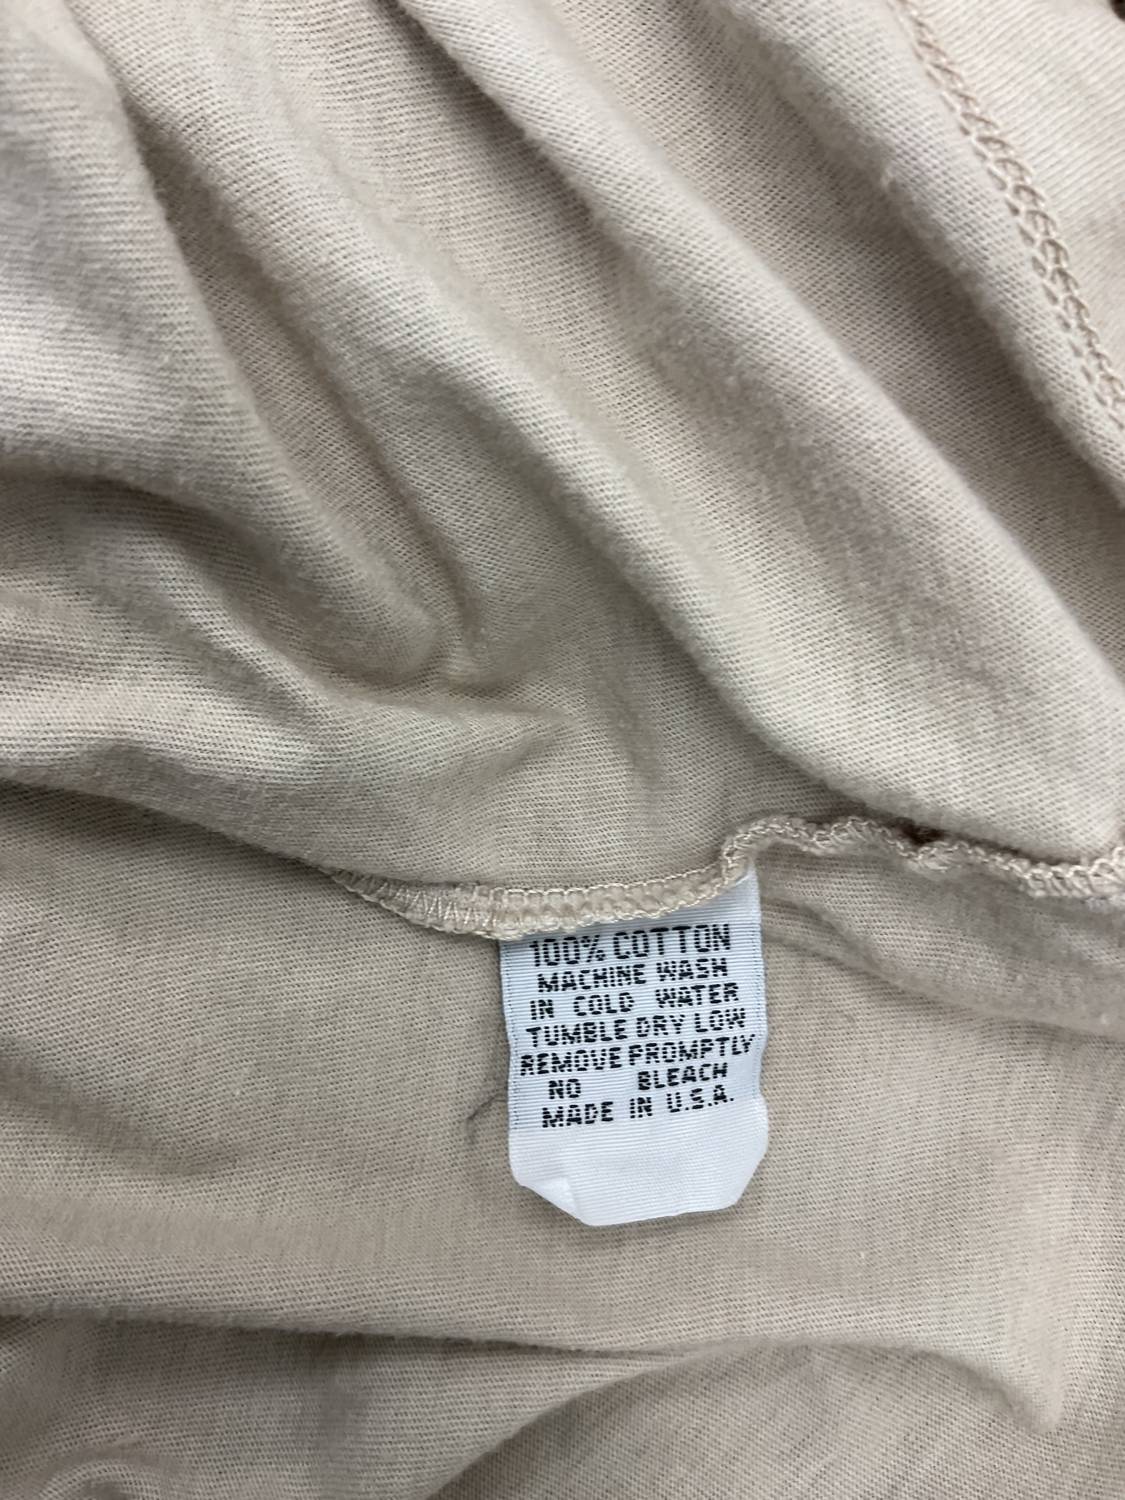 100% COTTON
MACHINE WASH
IN COLD WATER
TUMBLE DRY LOW
REMOVE PROMPTLY
NO BLEACH
MADE IN U.S.A.